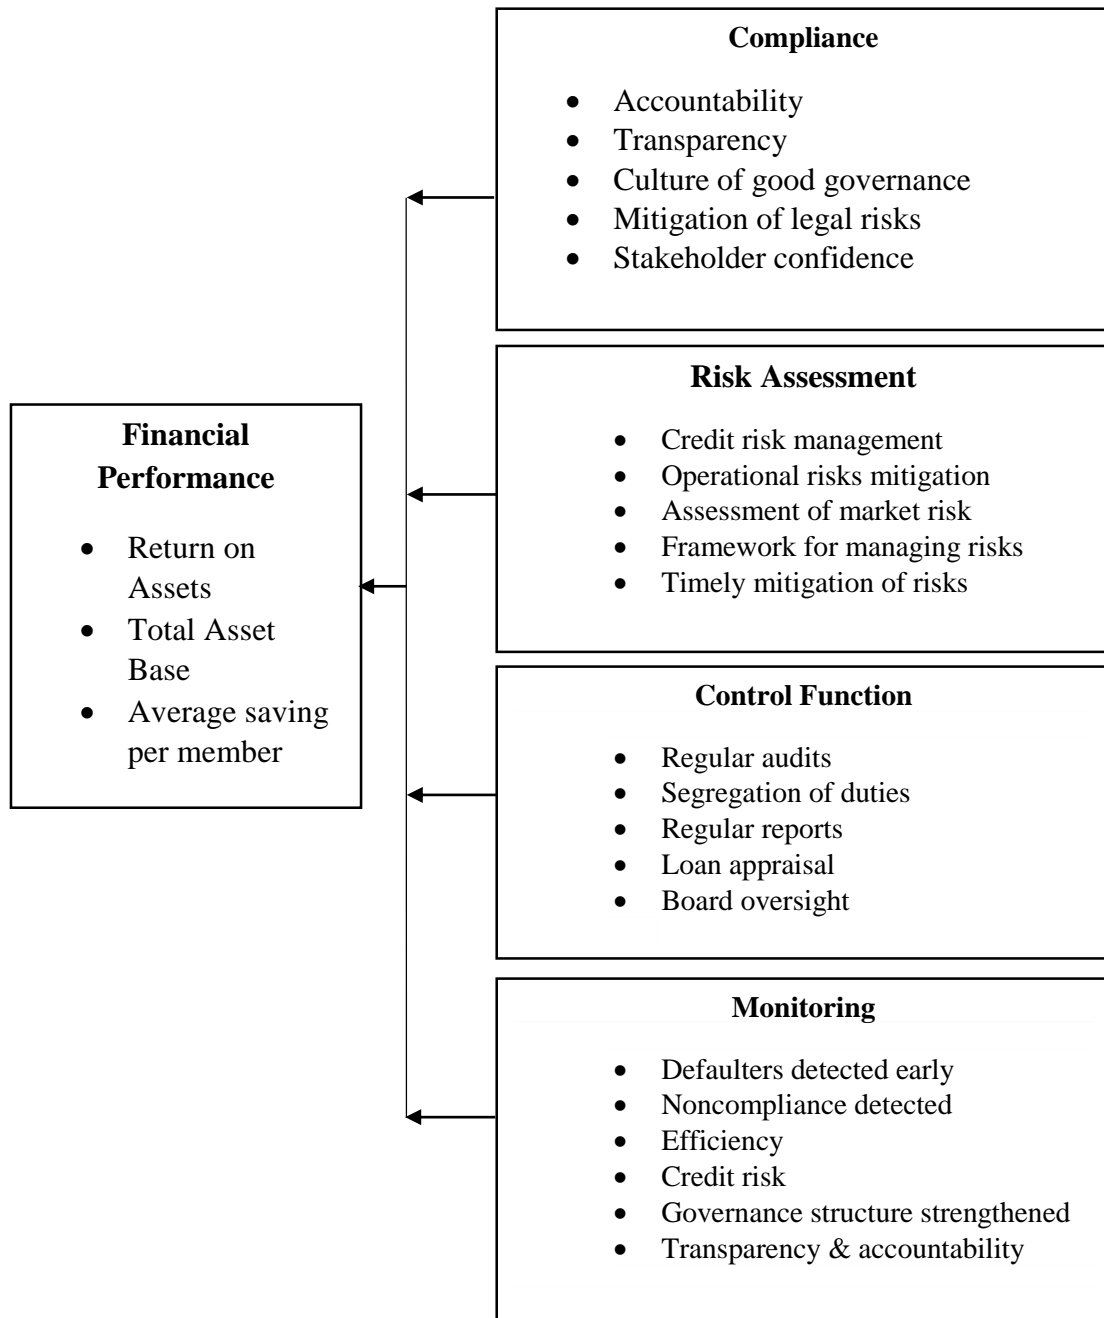 Compliance
• Accountability
• Transparency
• Culture of good governance
• Mitigation of legal risks
• Stakeholder confidence
Risk Assessment
• Credit risk management
• Operational risks mitigation
• Assessment of market risk
• Framework for managing risks
• Timely mitigation of risks
Financial
Performance
• Return on
Assets
• Total Asset
Base
• Average saving
per member
Control Function
• Regular audits
• Segregation of duties
• Regular reports
• Loan appraisal
• Board oversight
Monitoring
• Defaulters detected early
• Noncompliance detected
• Efficiency
• Credit risk
• Governance structure strengthened
• Transparency & accountability